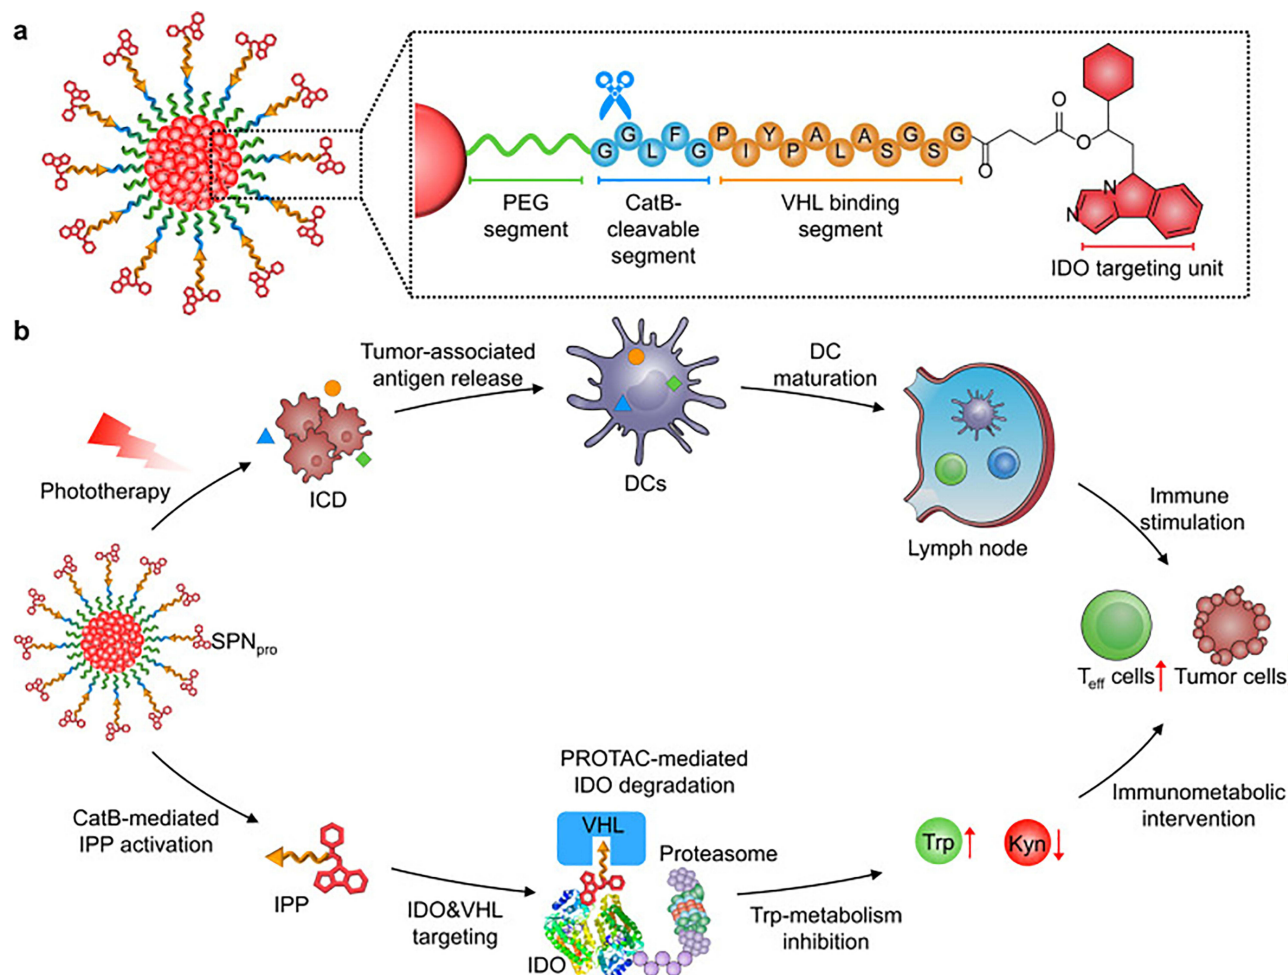 a
G G L F G P I Y P A L A S G S G
O
O
O
O
N
N
PEG
segment
CatB-
cleavable
segment
VHL binding
segment
IDO targeting unit
b
Phototherapy
ICD
Tumor-associated
antigen release
DCs
DC
maturation
Lymph node
Immune
stimulation
SPNpro
Teff cells
Tumor cells
CatB-mediated
IPP activation
IPP
IDO&VHL
targeting
PROTAC-mediated
IDO degradation
VHL
Proteasome
IDO
Trp-metabolism
inhibition
Trp
Kyn
Immunometabolic
intervention